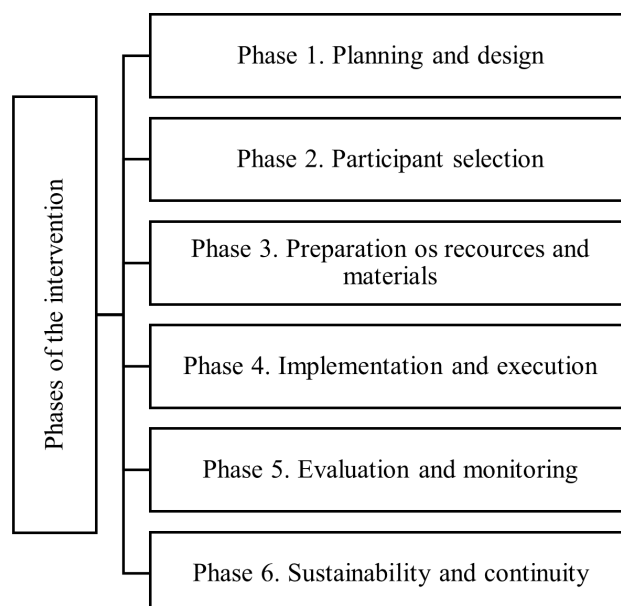 Phases of the intervention
Phase 1. Planning and design
Phase 2. Participant selection
Phase 3. Preparation os recources and
materials
Phase 4. Implementation and execution
Phase 5. Evaluation and monitoring
Phase 6. Sustainability and continuity